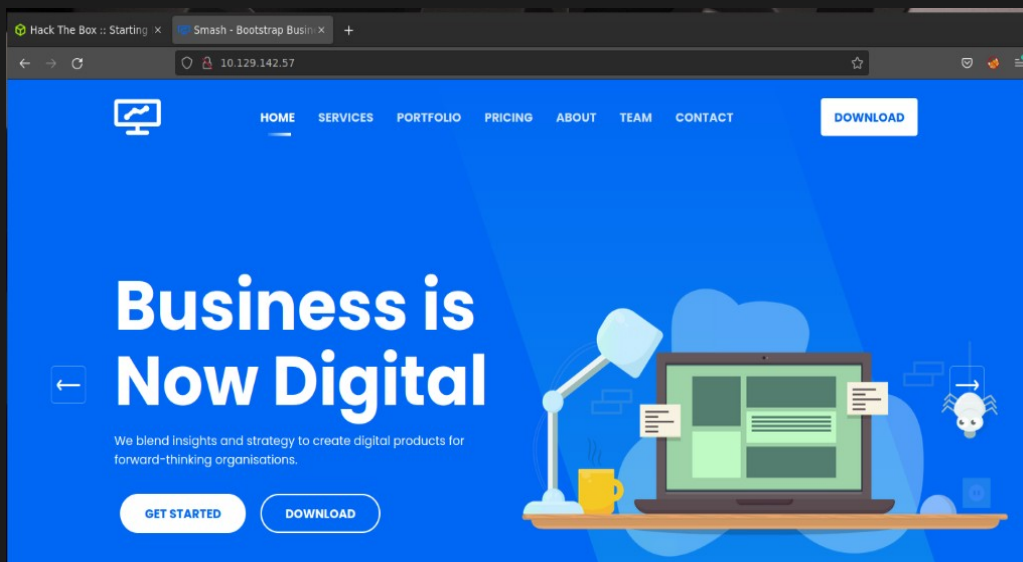 Hack The Box :: Starting
Smash - Bootstrap Busin
10.129.142.57
HOME SERVICES PORTFOLIO PRICING ABOUT TEAM CONTACT DOWNLOAD
Business is
Now Digital
We blend insights and strategy to create digital products for
forward-thinking organisations.
GET STARTED DOWNLOAD